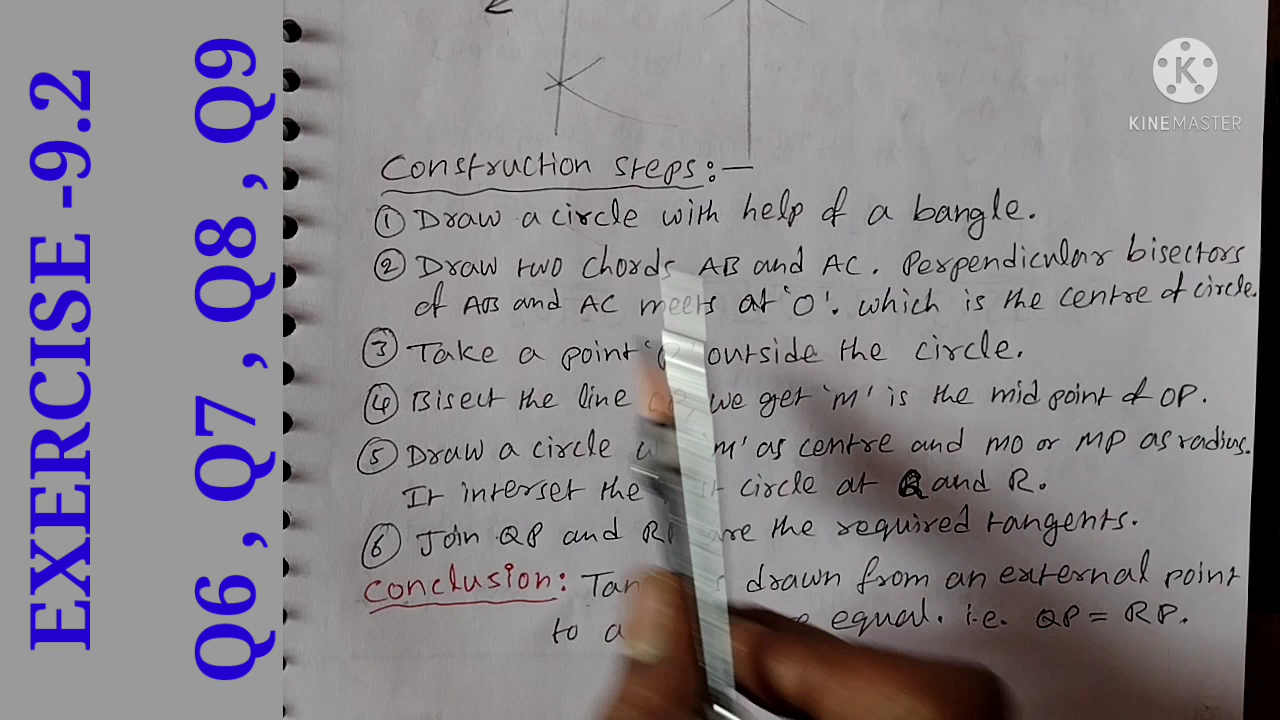 EXERCISE -9.2
Q6 , Q7 , Q8 , Q9
KINEMASTER
Construction steps:—
① Draw a circle with help of a bangle.
② Draw two chords AB and AC. Perpendicular bisectors
of AB and AC meets at 'O'. which is the centre of circle.
③ Take a point 'P' outside the circle.
④ Bisect the line OP, we get 'M' is the mid point of OP.
⑤ Draw a circle 'M' as centre and MO or MP as radius.
It interset the circle at Q and R.
⑥ Join QP and RP are the required tangents.
Conclusion: drawn from an external point
to a equal. i.e. QP = RP.